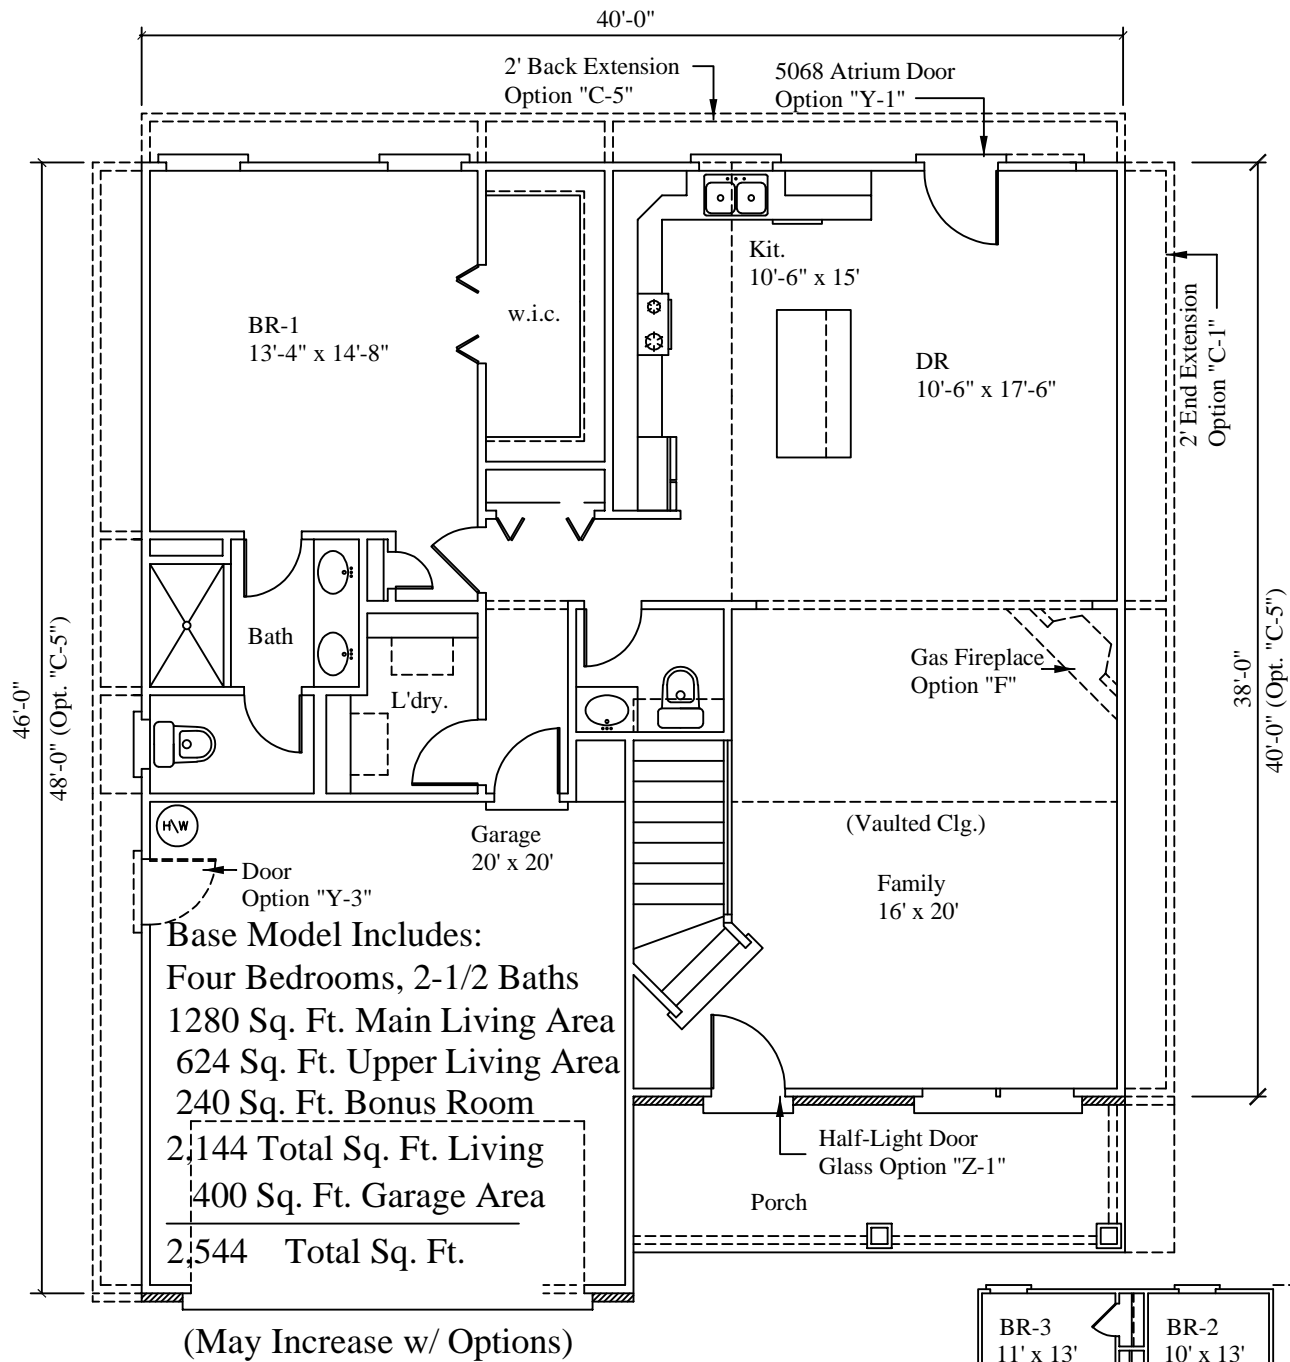 40'-0"
2' Back Extension
Option "C-5"
5068 Atrium Door
Option "Y-1"
Kit.
10'-6" x 15'
w.i.c.
BR-1
13'-4" x 14'-8"
DR
10'-6" x 17'-6"
2' End Extension
Option "C-1"
Bath
L'dry.
Gas Fireplace
Option "F"
46'-0"
48'-0" (Opt. "C-5")
38'-0"
40'-0" (Opt. "C-5")
H\W
Garage
20' x 20'
(Vaulted Clg.)
Door
Option "Y-3"
Family
16' x 20'
Base Model Includes:
Four Bedrooms, 2-1/2 Baths
1280 Sq. Ft. Main Living Area
624 Sq. Ft. Upper Living Area
240 Sq. Ft. Bonus Room
2,144 Total Sq. Ft. Living
400 Sq. Ft. Garage Area
2,544 Total Sq. Ft.
(May Increase w/ Options)
Half-Light Door
Glass Option "Z-1"
Porch
BR-3
11' x 13'
BR-2
10' x 13'